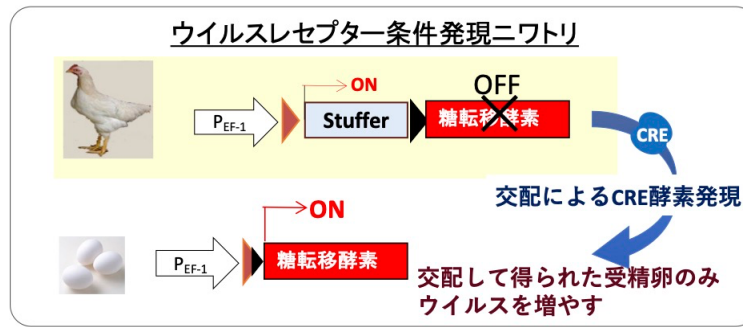 ウイルスレセプター条件発現ニワトリ
ON
OFF
P_EF-1
Stuffer
糖転移酵素
CRE
交配によるCRE酵素発現
ON
P_EF-1
糖転移酵素
交配して得られた受精卵のみ
ウイルスを増やす